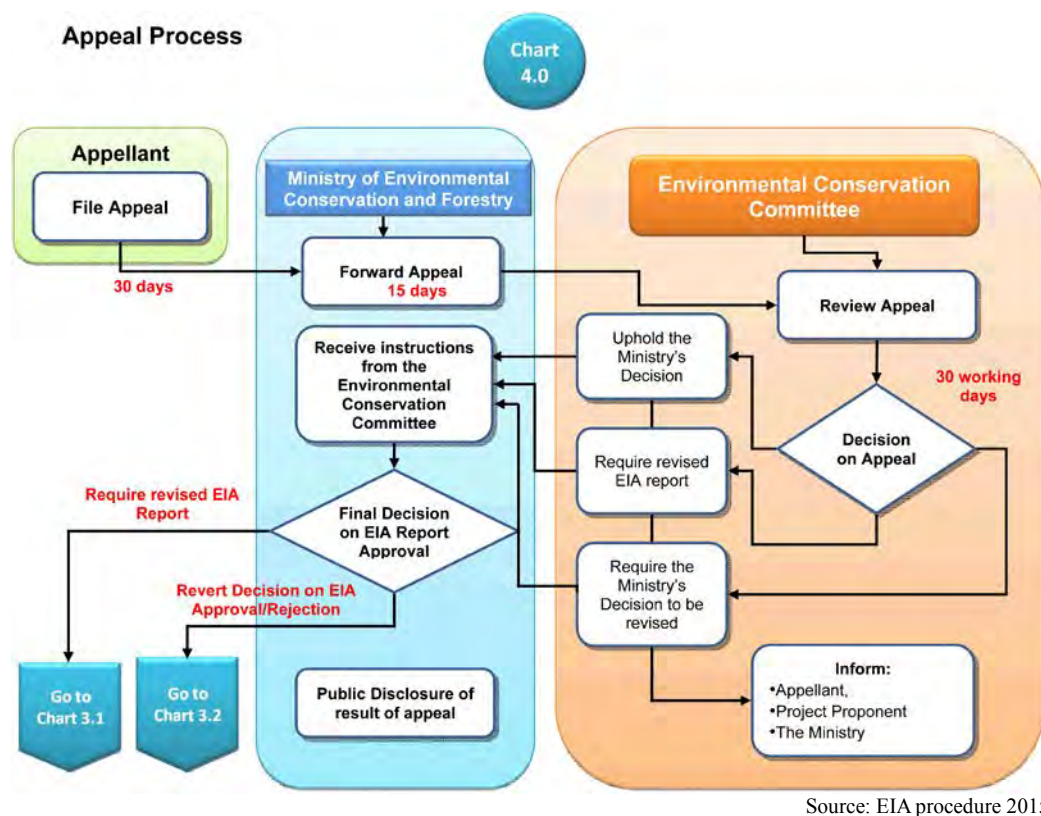 Appeal Process
Chart
4.0
Appellant
File Appeal
30 days
Ministry of Environmental
Conservation and Forestry
Forward Appeal
15 days
Receive instructions
from the
Environmental
Conservation
Committee
Final Decision
on EIA Report
Approval
Require revised EIA
Report
Revert Decision on EIA
Approval/Rejection
Go to
Chart 3.1
Go to
Chart 3.2
Public Disclosure of
result of appeal
Environmental Conservation
Committee
Review Appeal
30 working
days
Decision
on Appeal
Uphold the
Ministry's
Decision
Require revised
EIA report
Require the
Ministry's
Decision to be
revised
Inform:
•Appellant,
•Project Proponent
•The Ministry
Source: EIA procedure 201